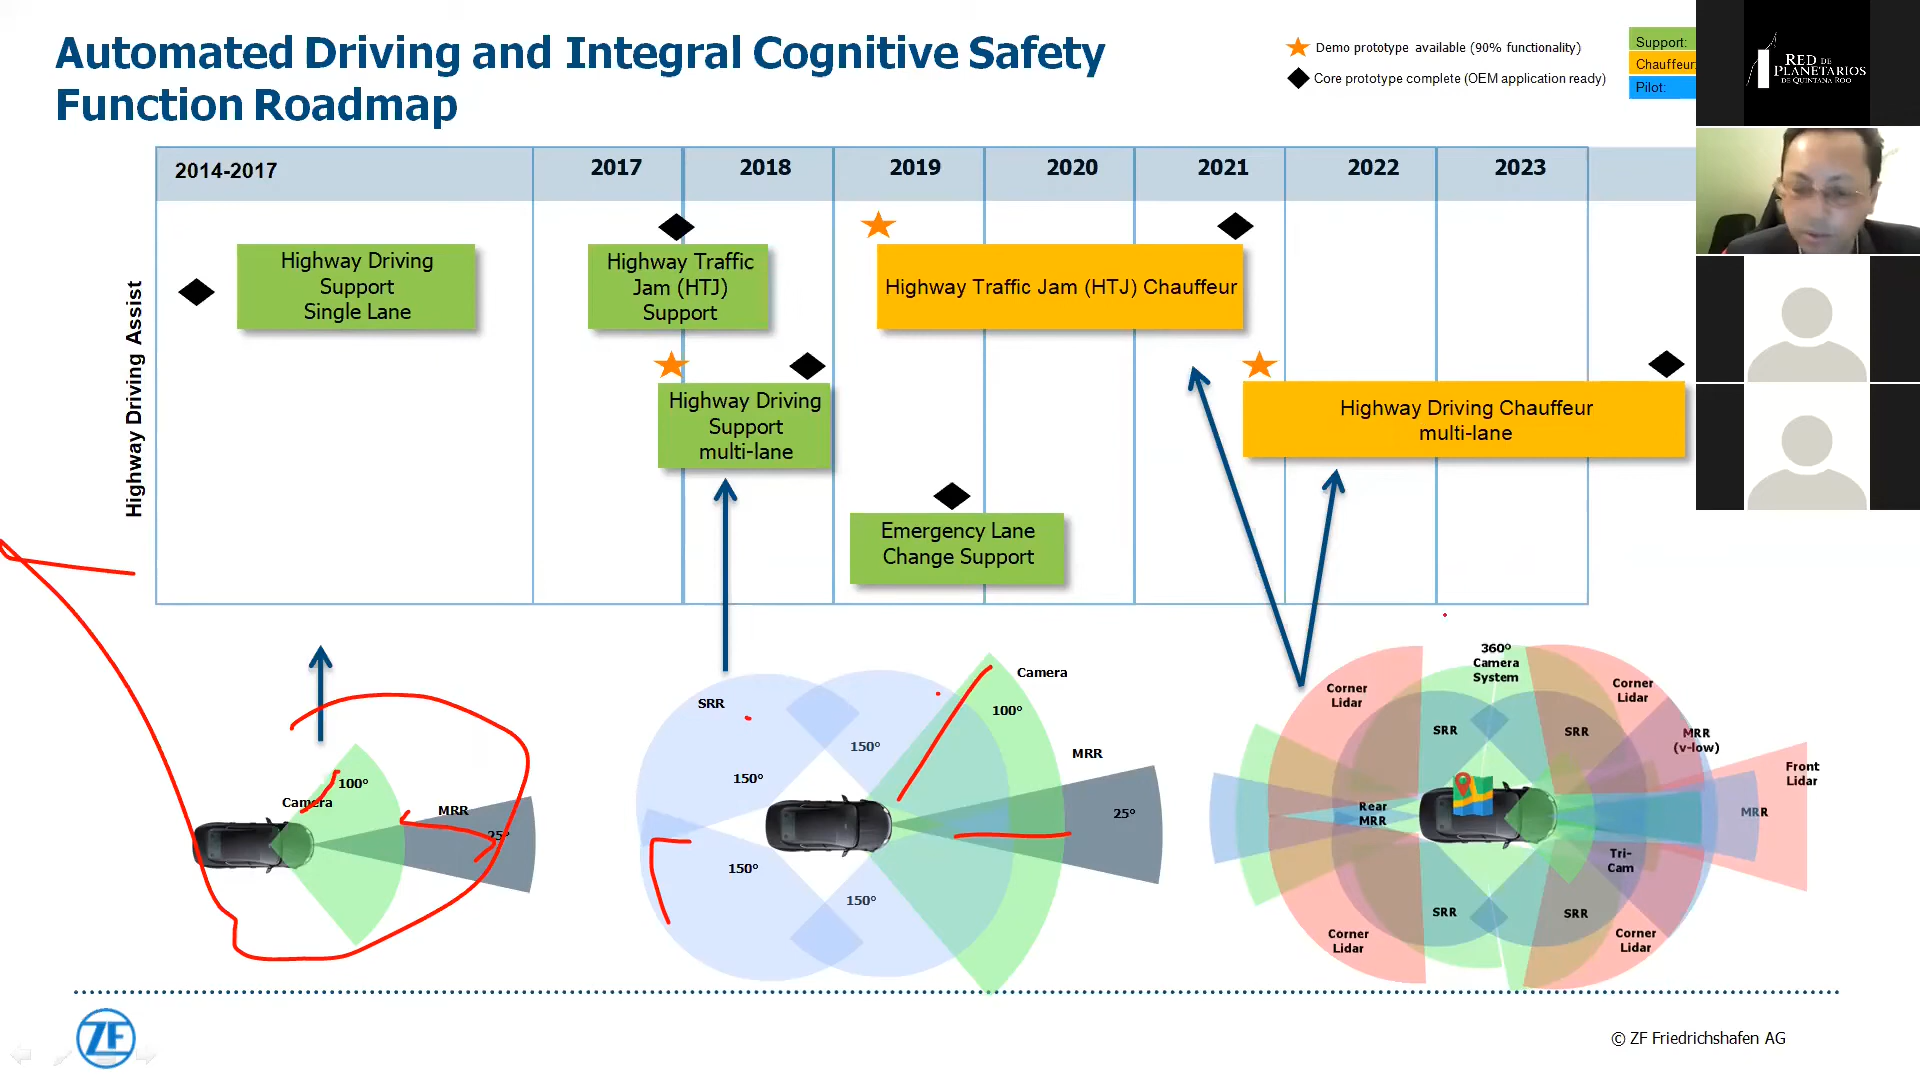 Automated Driving and Integral Cognitive Safety
Function Roadmap
Demo prototype available (90% functionality)
Core prototype complete (OEM application ready)
Support:
Chauffeur:
Pilot:
RED DE
PLANETARIOS
DE QUINTANA ROO
2014-2017
2017
2018
2019
2020
2021
2022
2023
Highway Driving Assist
Highway Driving
Support
Single Lane
Highway Traffic
Jam (HTJ)
Support
Highway Traffic Jam (HTJ) Chauffeur
Highway Driving
Support
multi-lane
Highway Driving Chauffeur
multi-lane
Emergency Lane
Change Support
Camera
100°
MRR
25°
SRR
150°
150°
150°
150°
Camera
100°
MRR
25°
360°
Camera
System
Corner
Lidar
Corner
Lidar
SRR
SRR
MRR
(v-low)
Front
Lidar
Rear
MRR
MRR
Tri-
Cam
SRR
SRR
Corner
Lidar
Corner
Lidar
ZF
© ZF Friedrichshafen AG